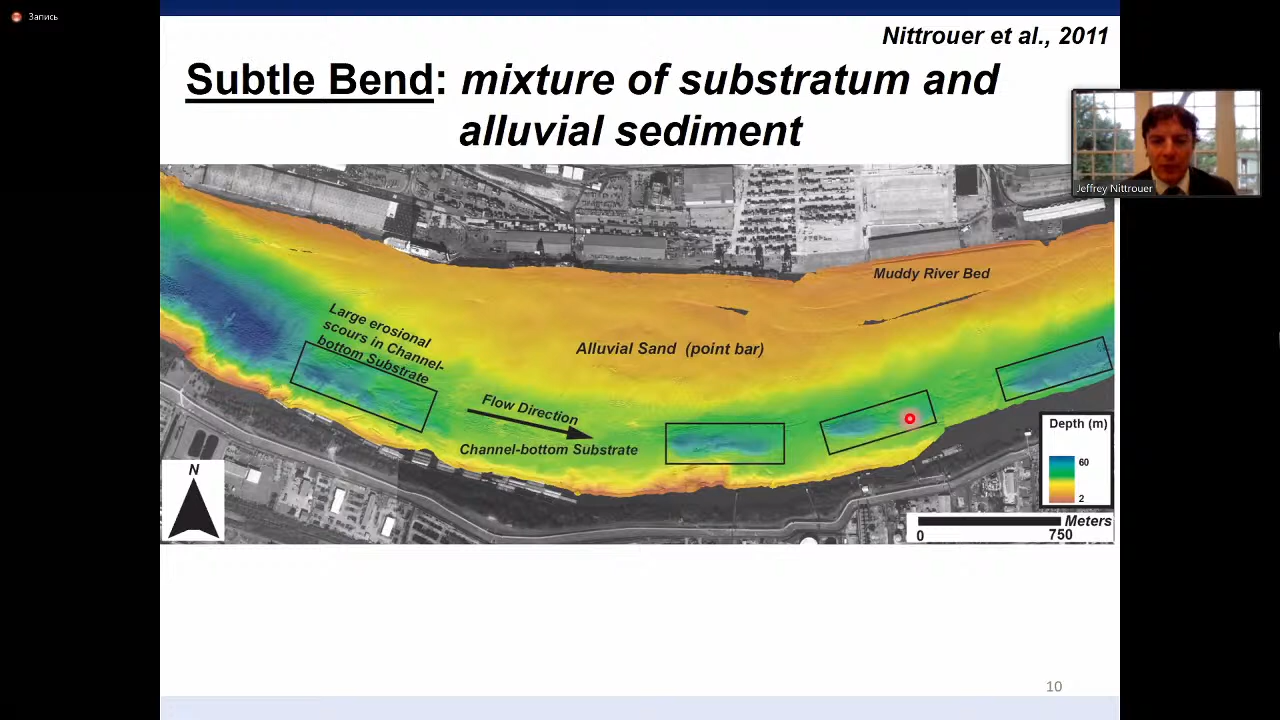 Запись
Nittrouer et al., 2011
Subtle Bend: mixture of substratum and
alluvial sediment
Jeffrey Nittrouer
Muddy River Bed
Large erosional
scours in Channel-
bottom Substrate
Alluvial Sand (point bar)
Flow Direction
Channel-bottom Substrate
Depth (m)
60
2
N
Meters
0
750
10